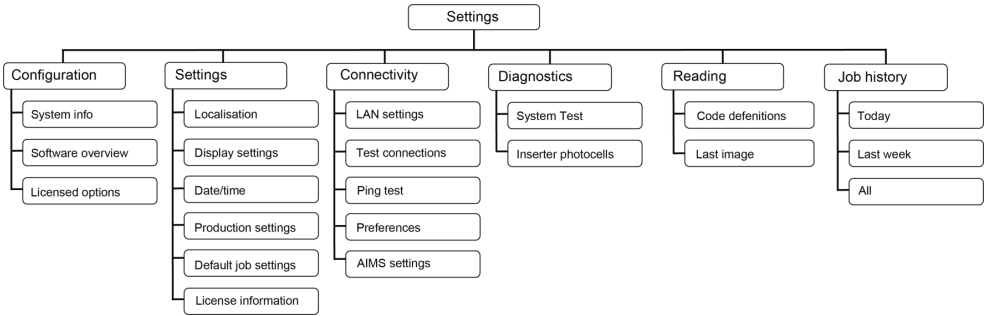 Settings
Configuration
System info
Software overview
Licensed options
Settings
Localisation
Display settings
Date/time
Production settings
Default job settings
License information
Connectivity
LAN settings
Test connections
Ping test
Preferences
AIMS settings
Diagnostics
System Test
Inserter photocells
Reading
Code defenitions
Last image
Job history
Today
Last week
All